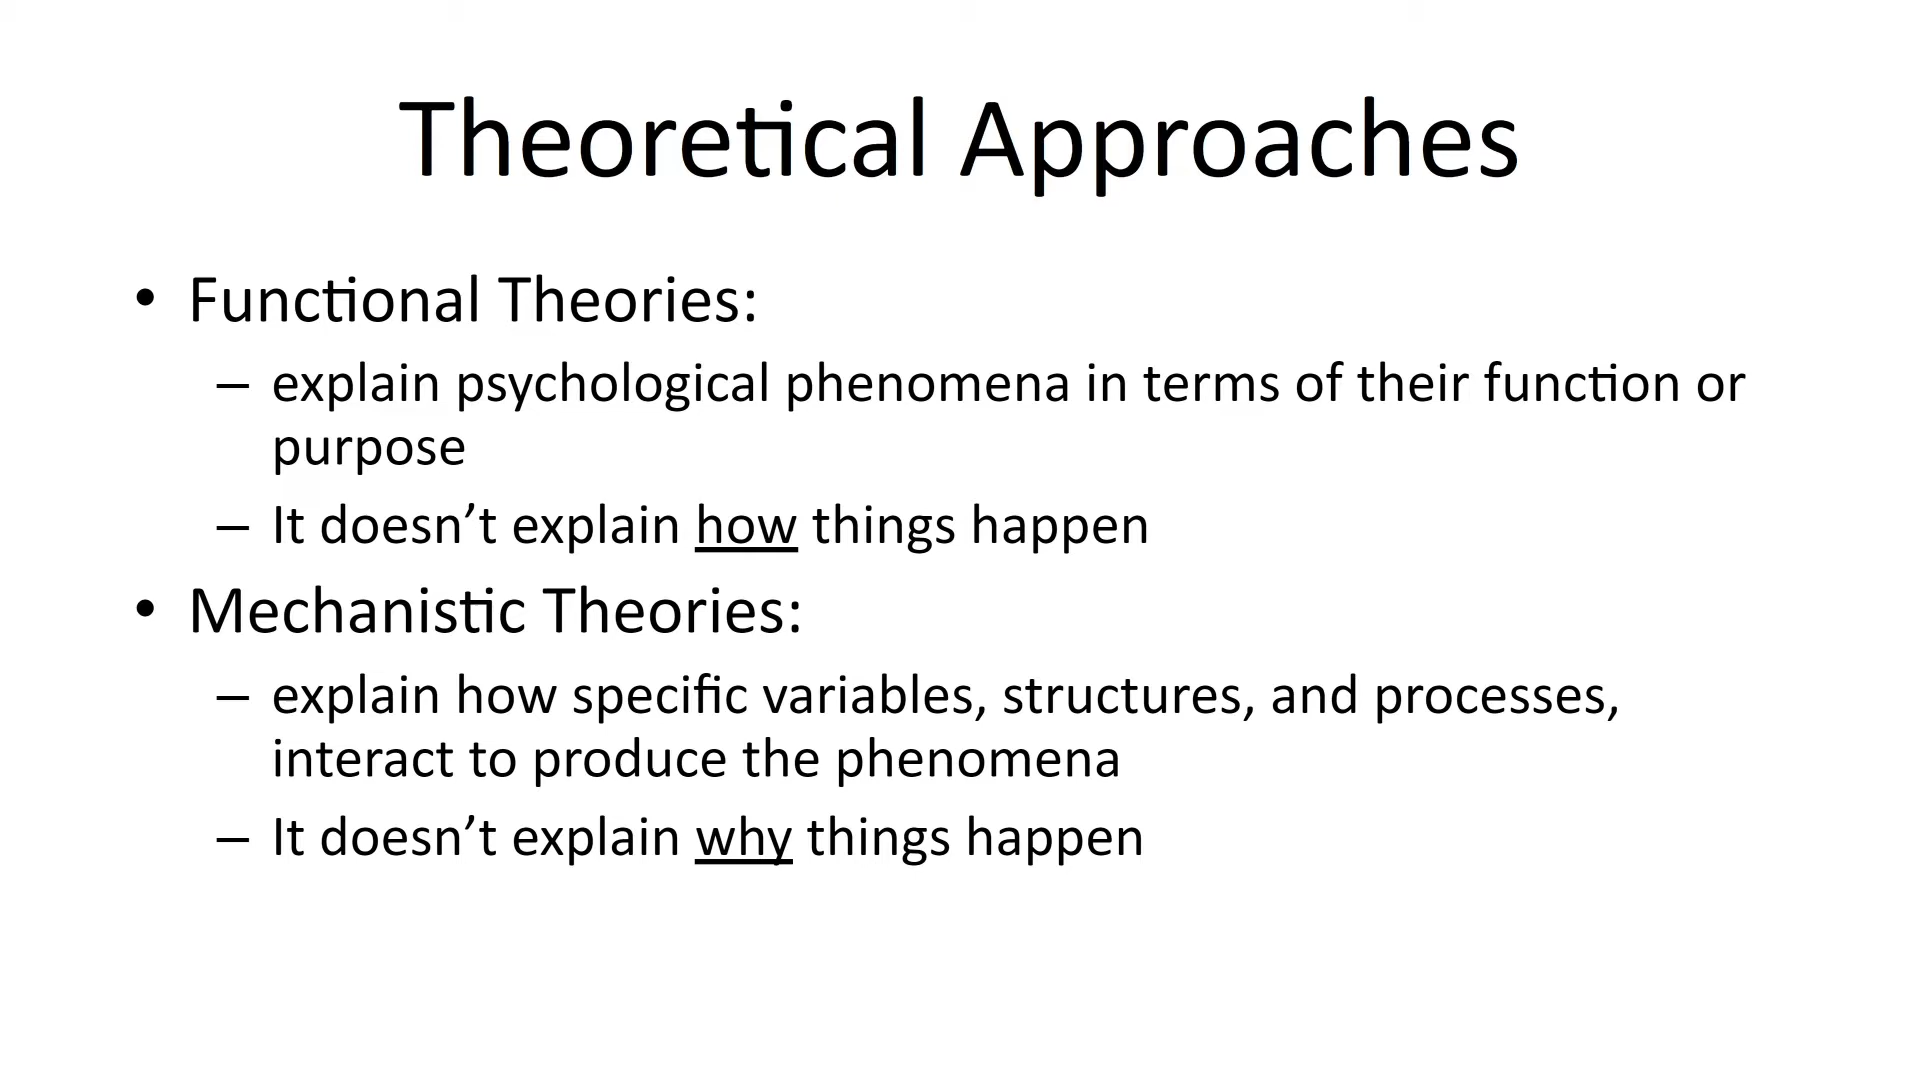 Theoretical Approaches
• Functional Theories:
– explain psychological phenomena in terms of their function or
purpose
– It doesn’t explain how things happen
• Mechanistic Theories:
– explain how specific variables, structures, and processes,
interact to produce the phenomena
– It doesn’t explain why things happen